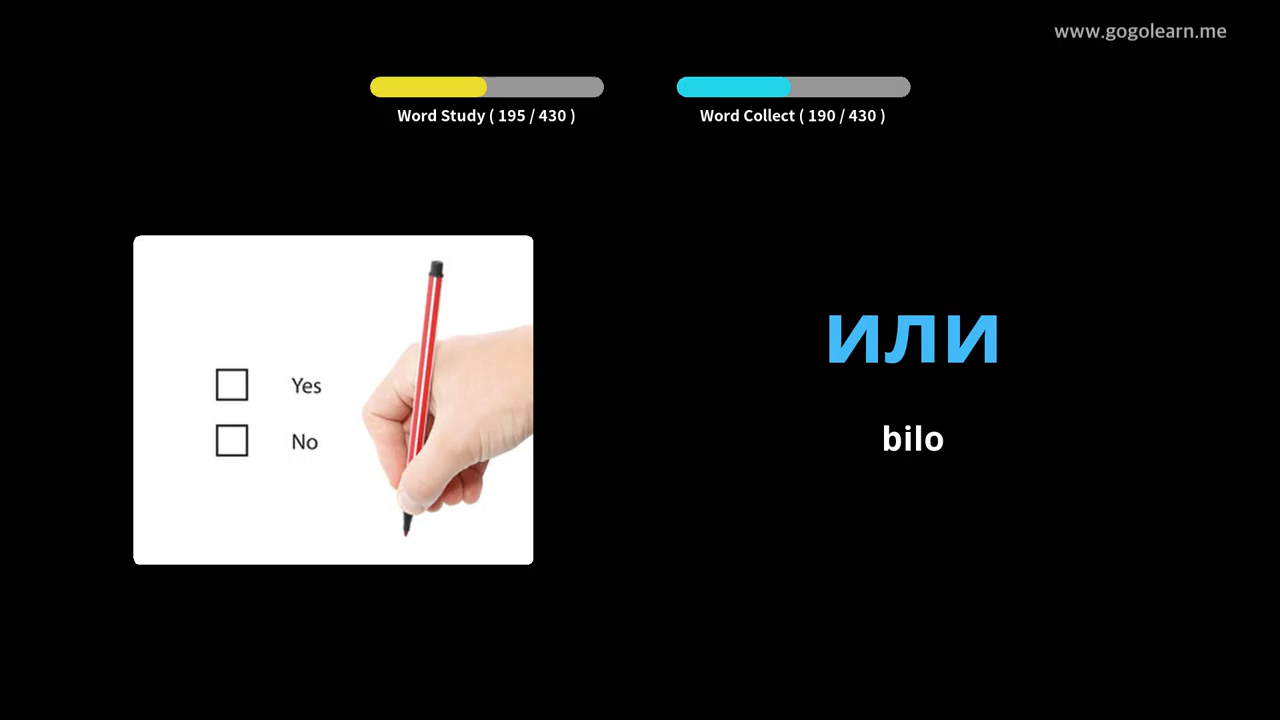 www.gogolearn.me
Word Study ( 195 / 430 )
Word Collect ( 190 / 430 )
Yes
No
или
bilo